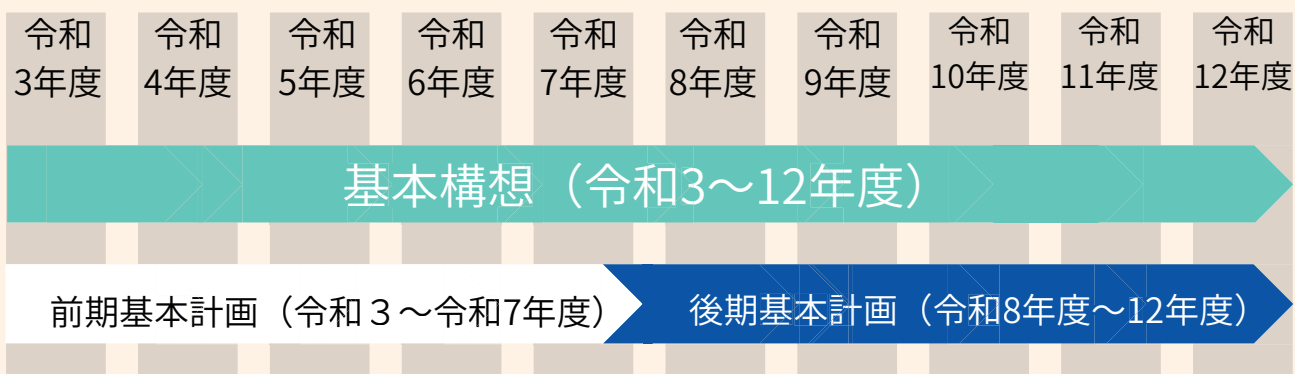 令和
3年度
令和
4年度
令和
5年度
令和
6年度
令和
7年度
令和
8年度
令和
9年度
令和
10年度
令和
11年度
令和
12年度
基本構想（令和3～12年度）
前期基本計画（令和３～令和7年度）
後期基本計画（令和8年度～12年度）